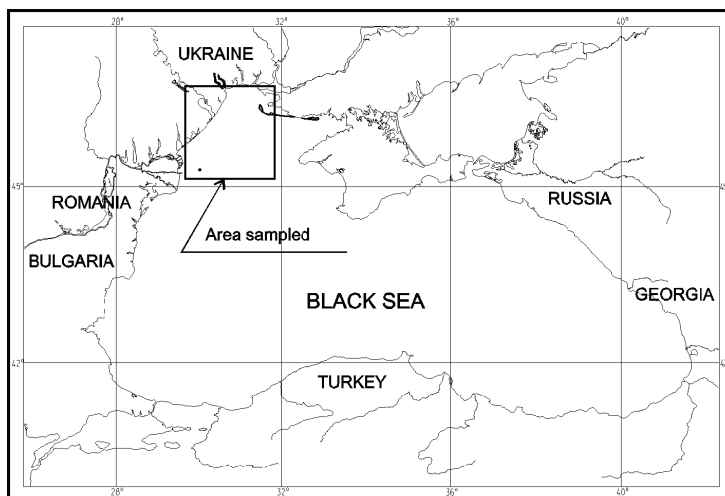 28° 32° 36° 40°
UKRAINE
45°
ROMANIA
RUSSIA
Area sampled
BULGARIA
BLACK SEA
GEORGIA
42° 42°
TURKEY
28° 32° 36° 40°